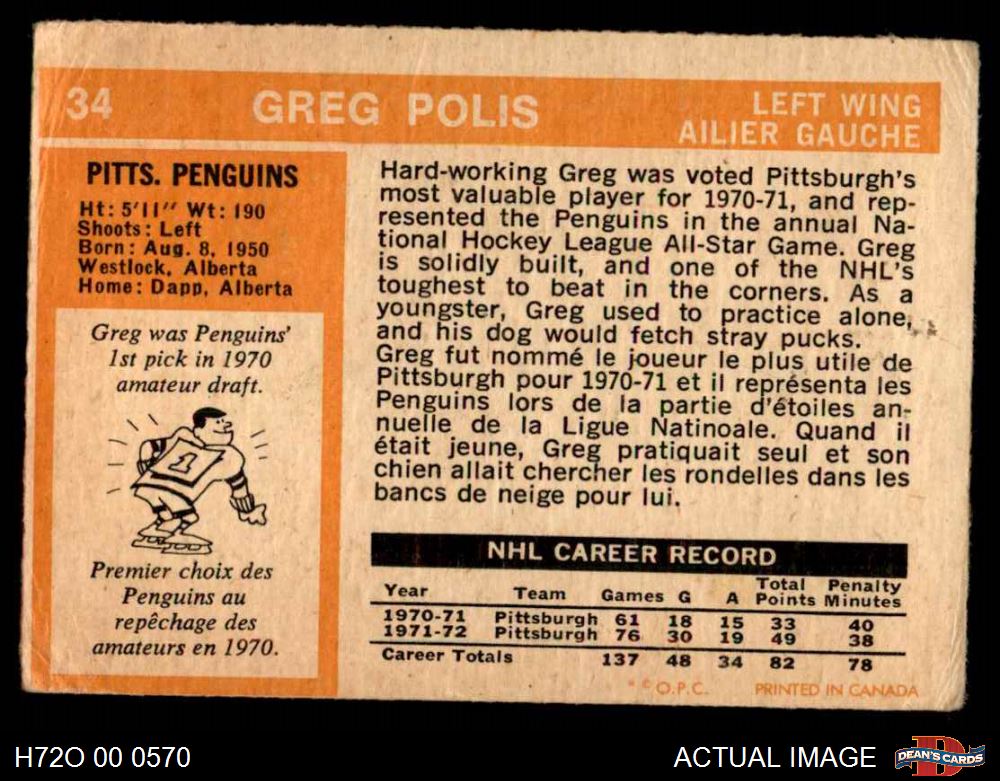 34 GREG POLIS LEFT WING
AILIER GAUCHE
PITTS. PENGUINS
Ht: 5'11" Wt: 190
Shoots: Left
Born: Aug. 8, 1950
Westlock, Alberta
Home: Dapp, Alberta
Greg was Penguins'
1st pick in 1970
amateur draft.
1
Premier choix des
Penguins au
repêchage des
amateurs en 1970.
Hard-working Greg was voted Pittsburgh's
most valuable player for 1970-71, and rep-
resented the Penguins in the annual Na-
tional Hockey League All-Star Game. Greg
is solidly built, and one of the NHL's
toughest to beat in the corners. As a
youngster, Greg used to practice alone,
and his dog would fetch stray pucks.
Greg fut nommé le joueur le plus utile de
Pittsburgh pour 1970-71 et il représenta les
Penguins lors de la partie d'étoiles an-
nuelle de la Ligue Natinoale. Quand il
était jeune, Greg pratiquait seul et son
chien allait chercher les rondelles dans les
bancs de neige pour lui.
NHL CAREER RECORD
Year Team Games G A Total Points Penalty Minutes
1970-71 Pittsburgh 61 18 15 33 40
1971-72 Pittsburgh 76 30 19 49 38
Career Totals 137 48 34 82 78
* © O.P.C. PRINTED IN CANADA
H72O 00 0570 ACTUAL IMAGE DEAN'S CARDS